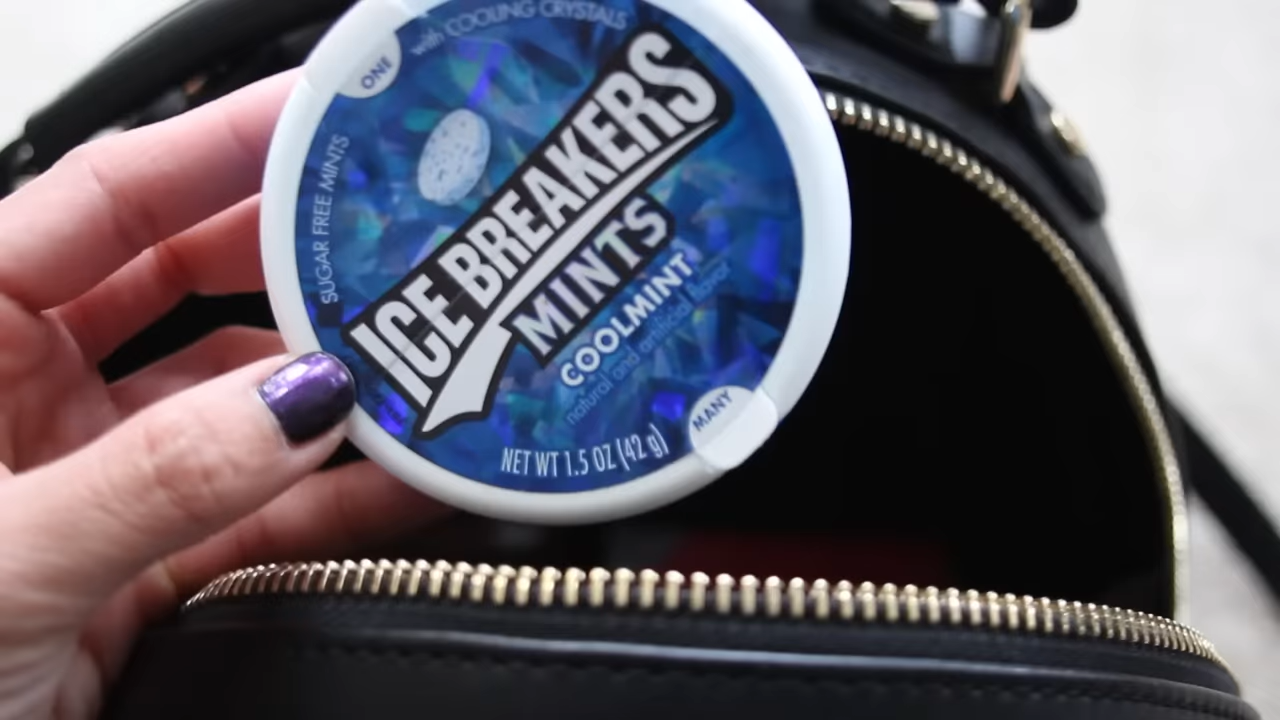 ONE
with COOLING CRYSTALS
SUGAR FREE MINTS
ICE BREAKERS
MINTS
COOLMINT
natural and artificial flavor
MANY
NET WT 1.5 OZ (42 g)